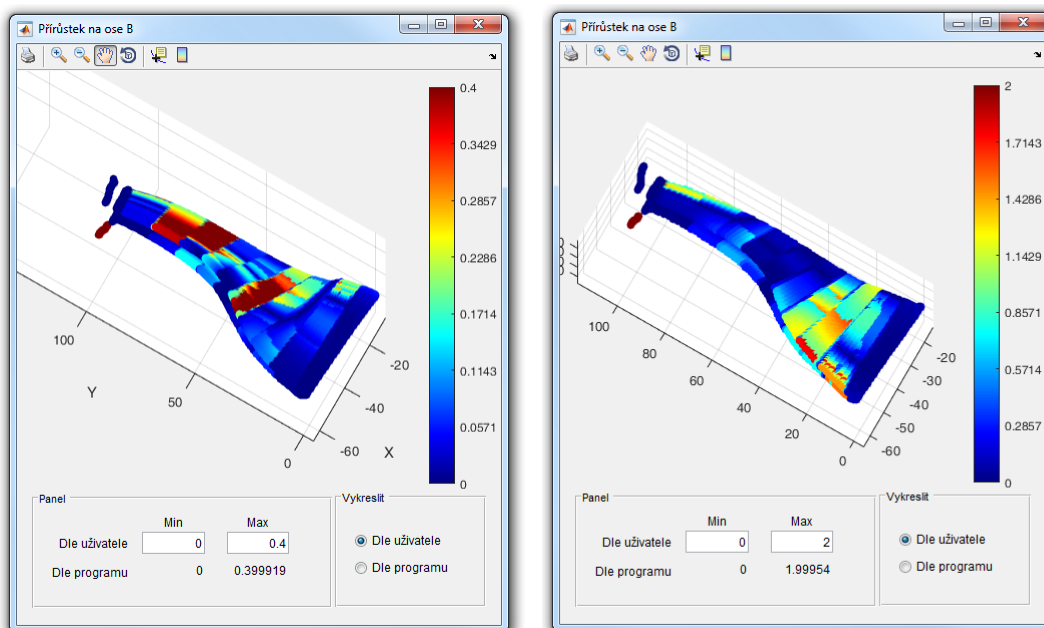 Přírůstek na ose B
0.4
0.3429
0.2857
0.2286
0.1714
0.1143
0.0571
0
100
50
0
Y
-20
-40
-60
X
Panel
Min
Max
Dle uživatele
0
0.4
Dle programu
0
0.399919
Vykreslit
Dle uživatele
Dle programu
Přírůstek na ose B
2
1.7143
1.4286
1.1429
0.8571
0.5714
0.2857
0
100
80
60
40
20
0
-20
-30
-40
-50
-60
Panel
Min
Max
Dle uživatele
0
2
Dle programu
0
1.99954
Vykreslit
Dle uživatele
Dle programu